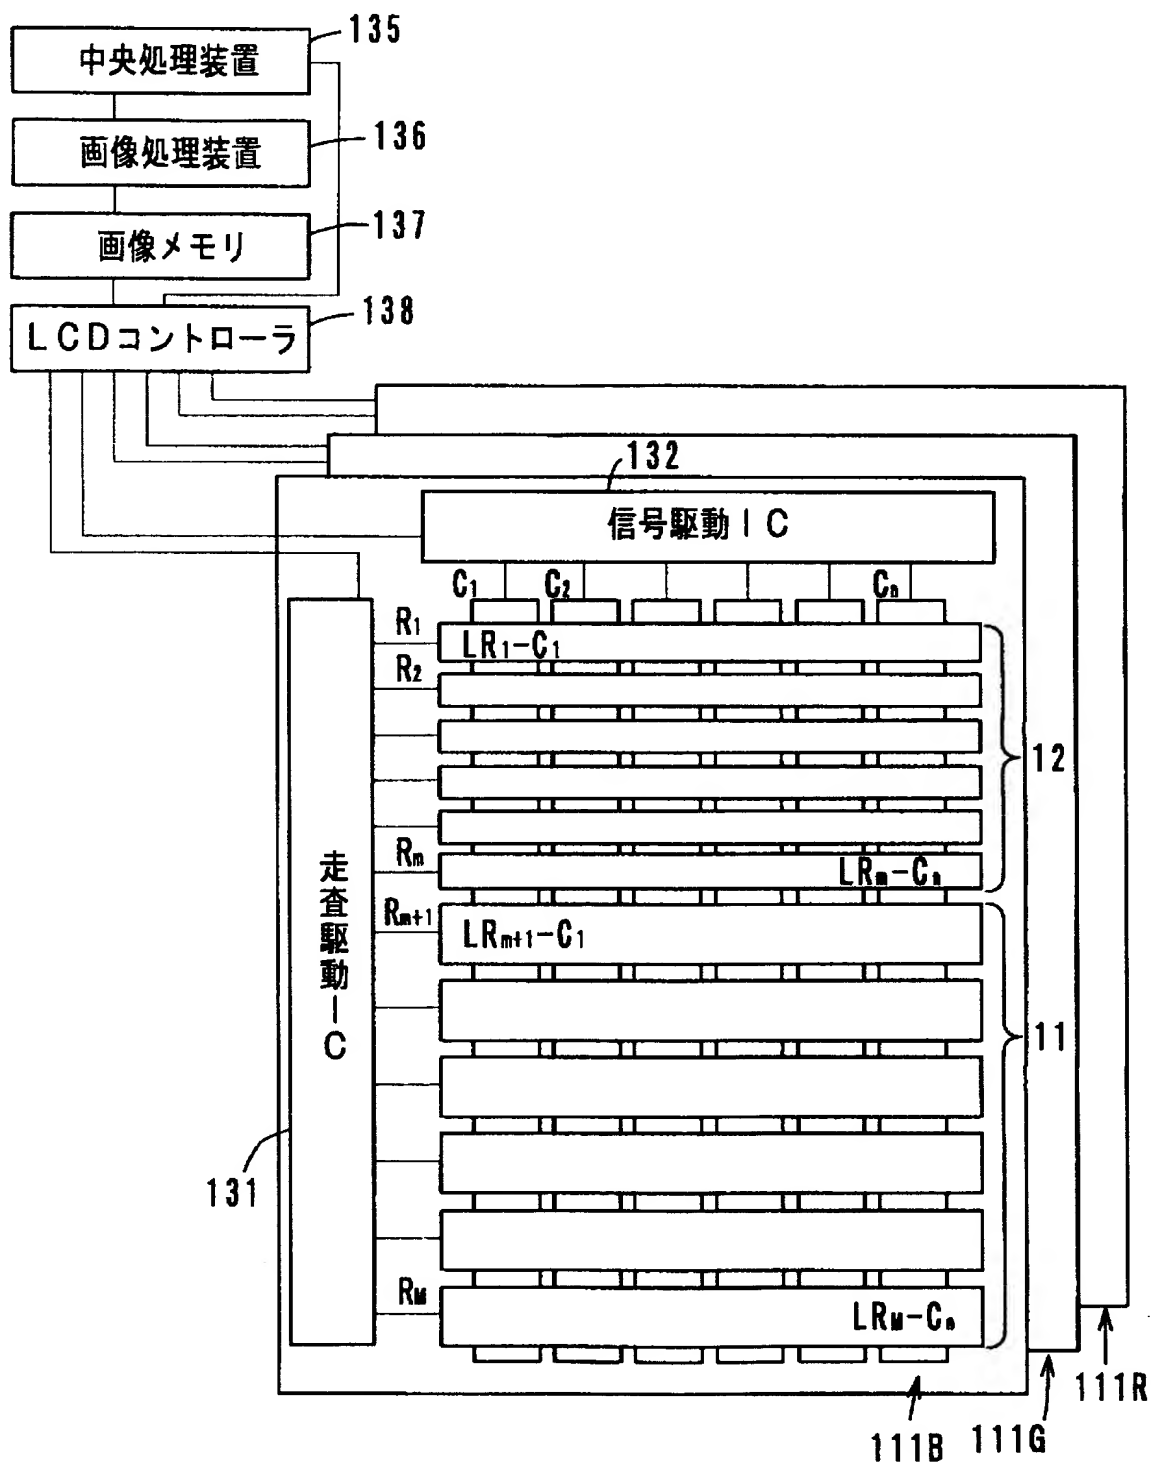 135
中央処理装置
136
画像処理装置
137
画像メモリ
138
LCDコントローラ
132
信号駆動IC
C1 C2 Cn
R1
LR1-C1
R2
12
Rm
LRm-Cn
Rm+1
LRm+1-C1
走査駆動IC
11
131
RM
LRM-Cn
111R
111G
111B